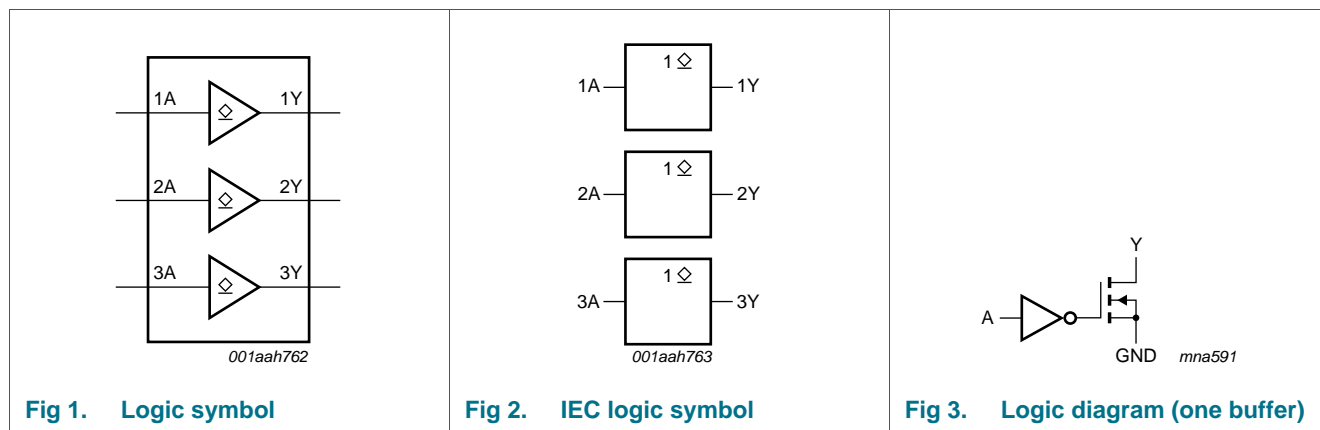 1A 1Y
2A 2Y
3A 3Y
001aah762
Fig 1. Logic symbol
1
1A 1Y
1
2A 2Y
1
3A 3Y
001aah763
Fig 2. IEC logic symbol
Y
A
GND mna591
Fig 3. Logic diagram (one buffer)